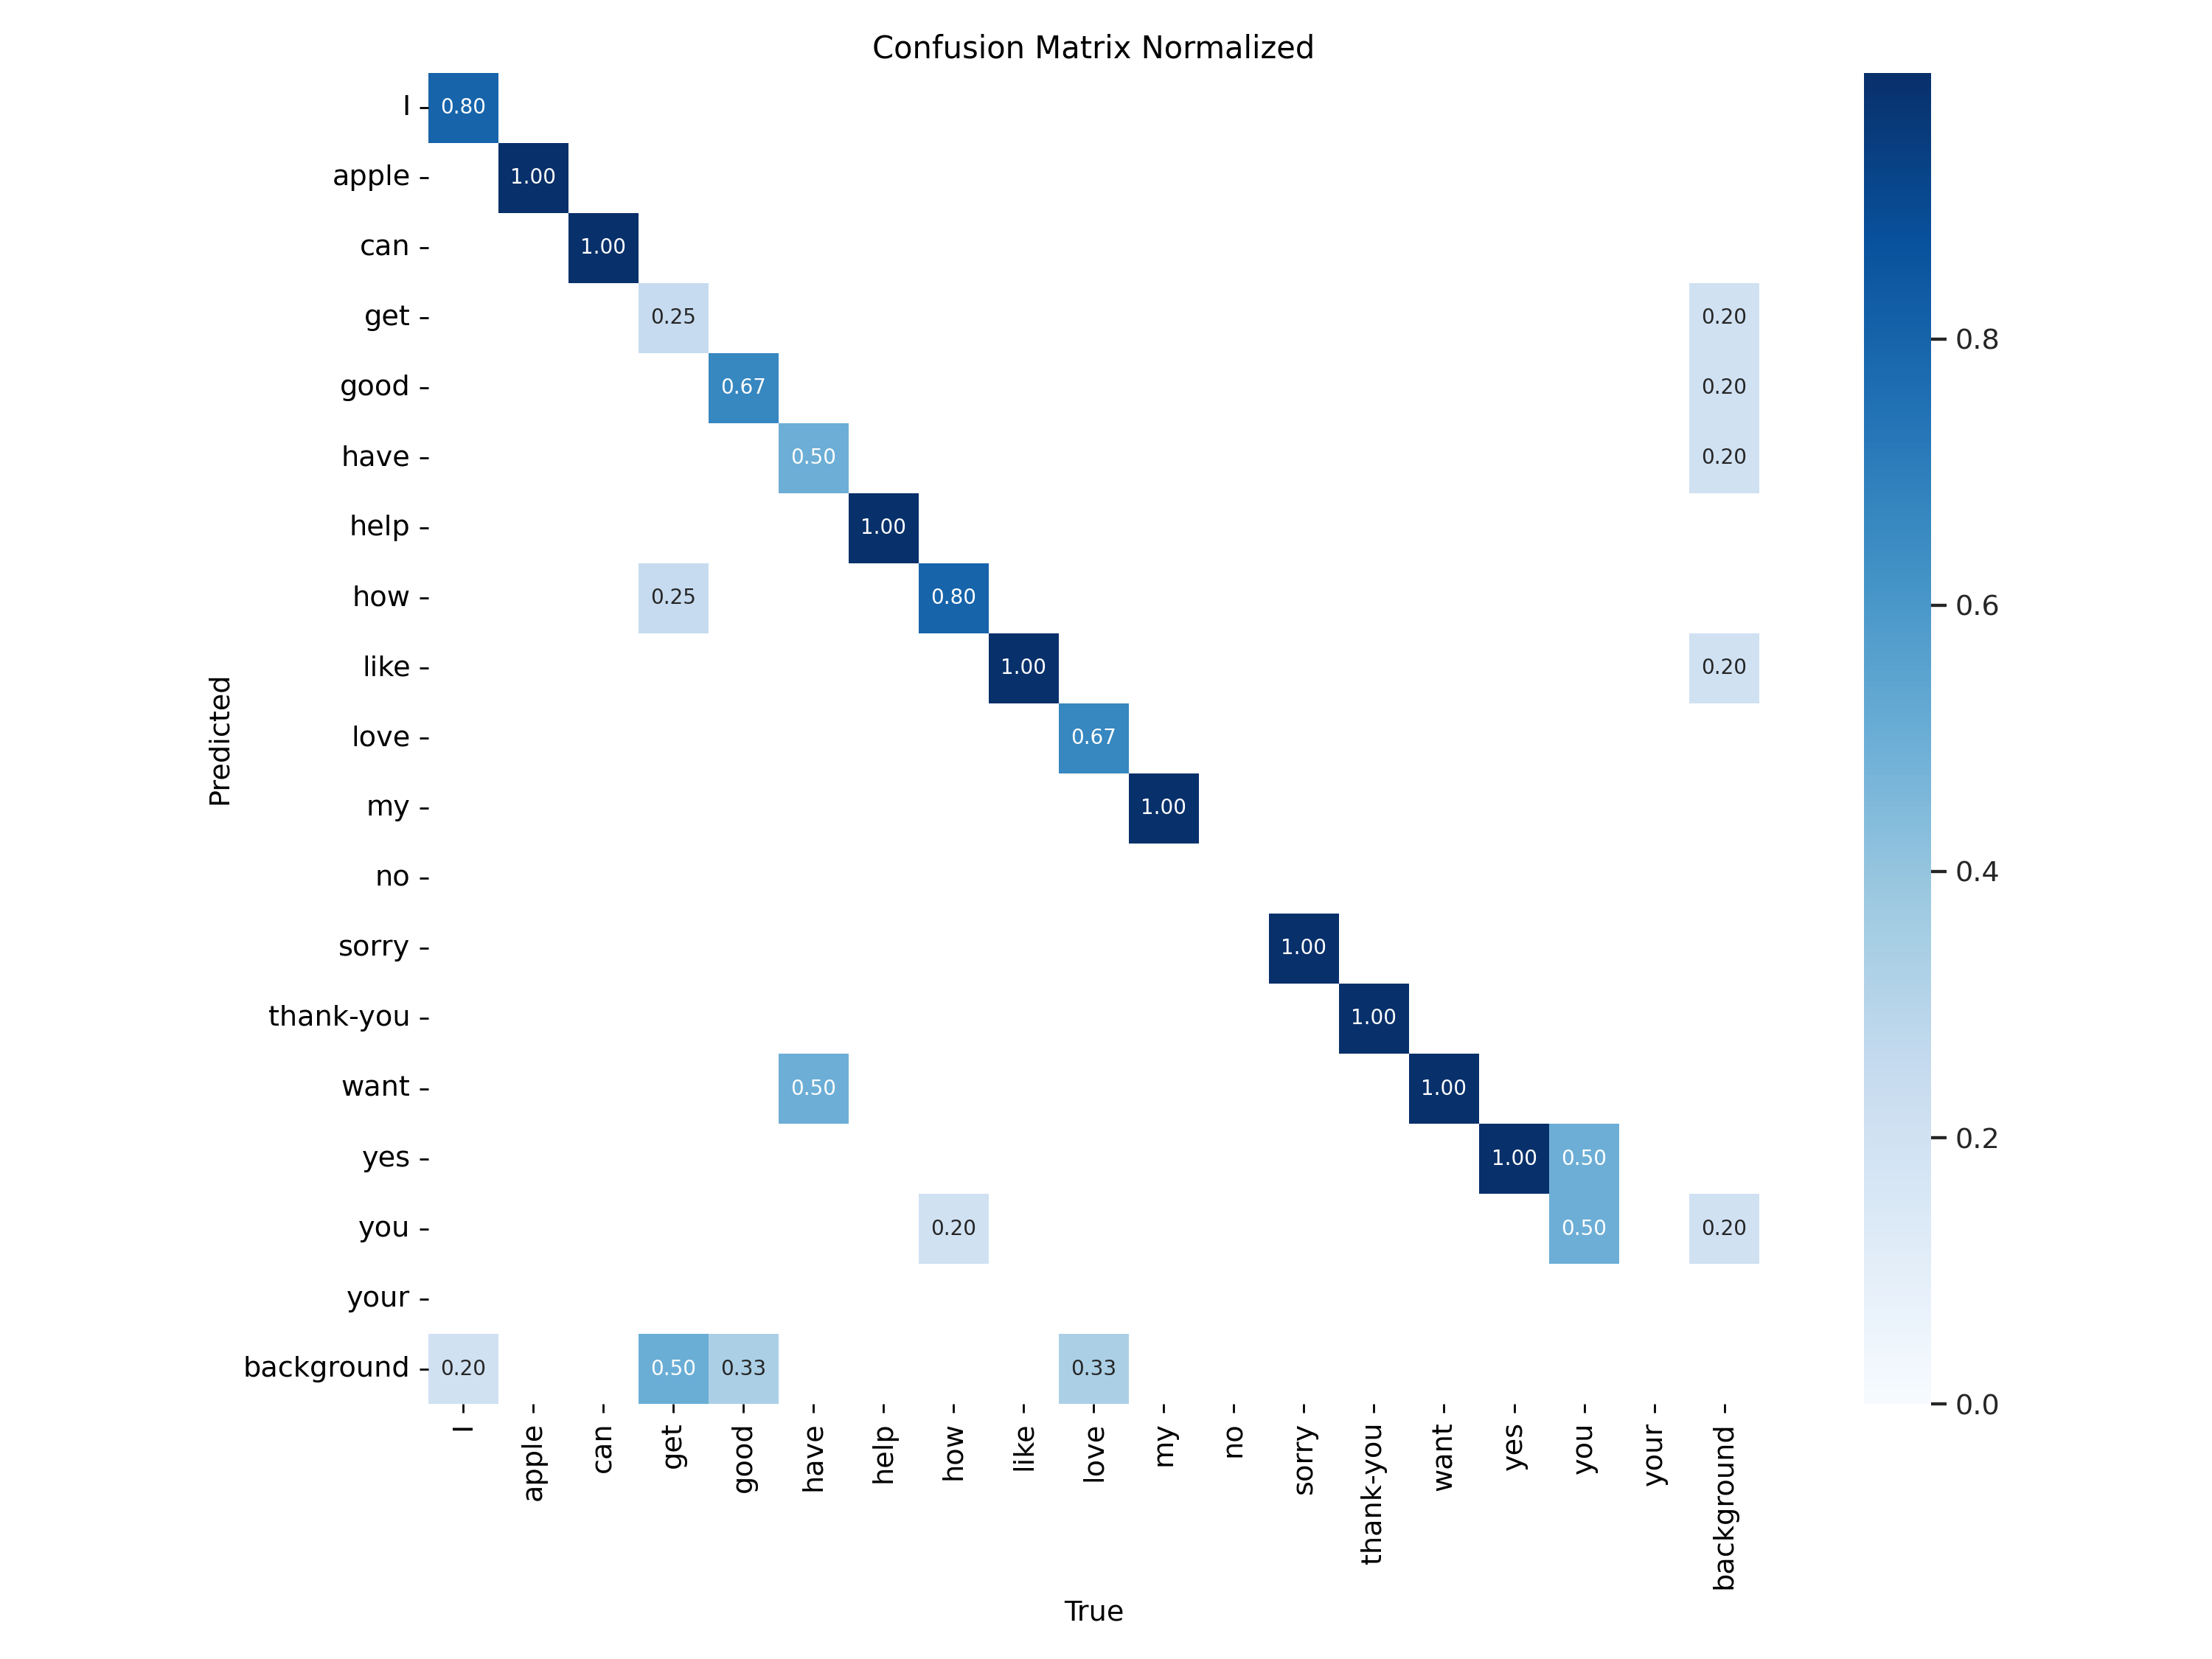 Confusion Matrix Normalized
I 0.80
apple 1.00
can 1.00
get 0.25 0.20
good 0.67 0.20
have 0.50 0.20
help 1.00
how 0.25 0.80
like 1.00 0.20
love 0.67
my 1.00
no
sorry 1.00
thank-you 1.00
want 0.50 1.00
yes 1.00 0.50
you 0.20 0.50 0.20
your
background 0.20 0.50 0.33 0.33
I apple can get good have help how like love my no sorry thank-you want yes you your background
Predicted
True
0.8
0.6
0.4
0.2
0.0